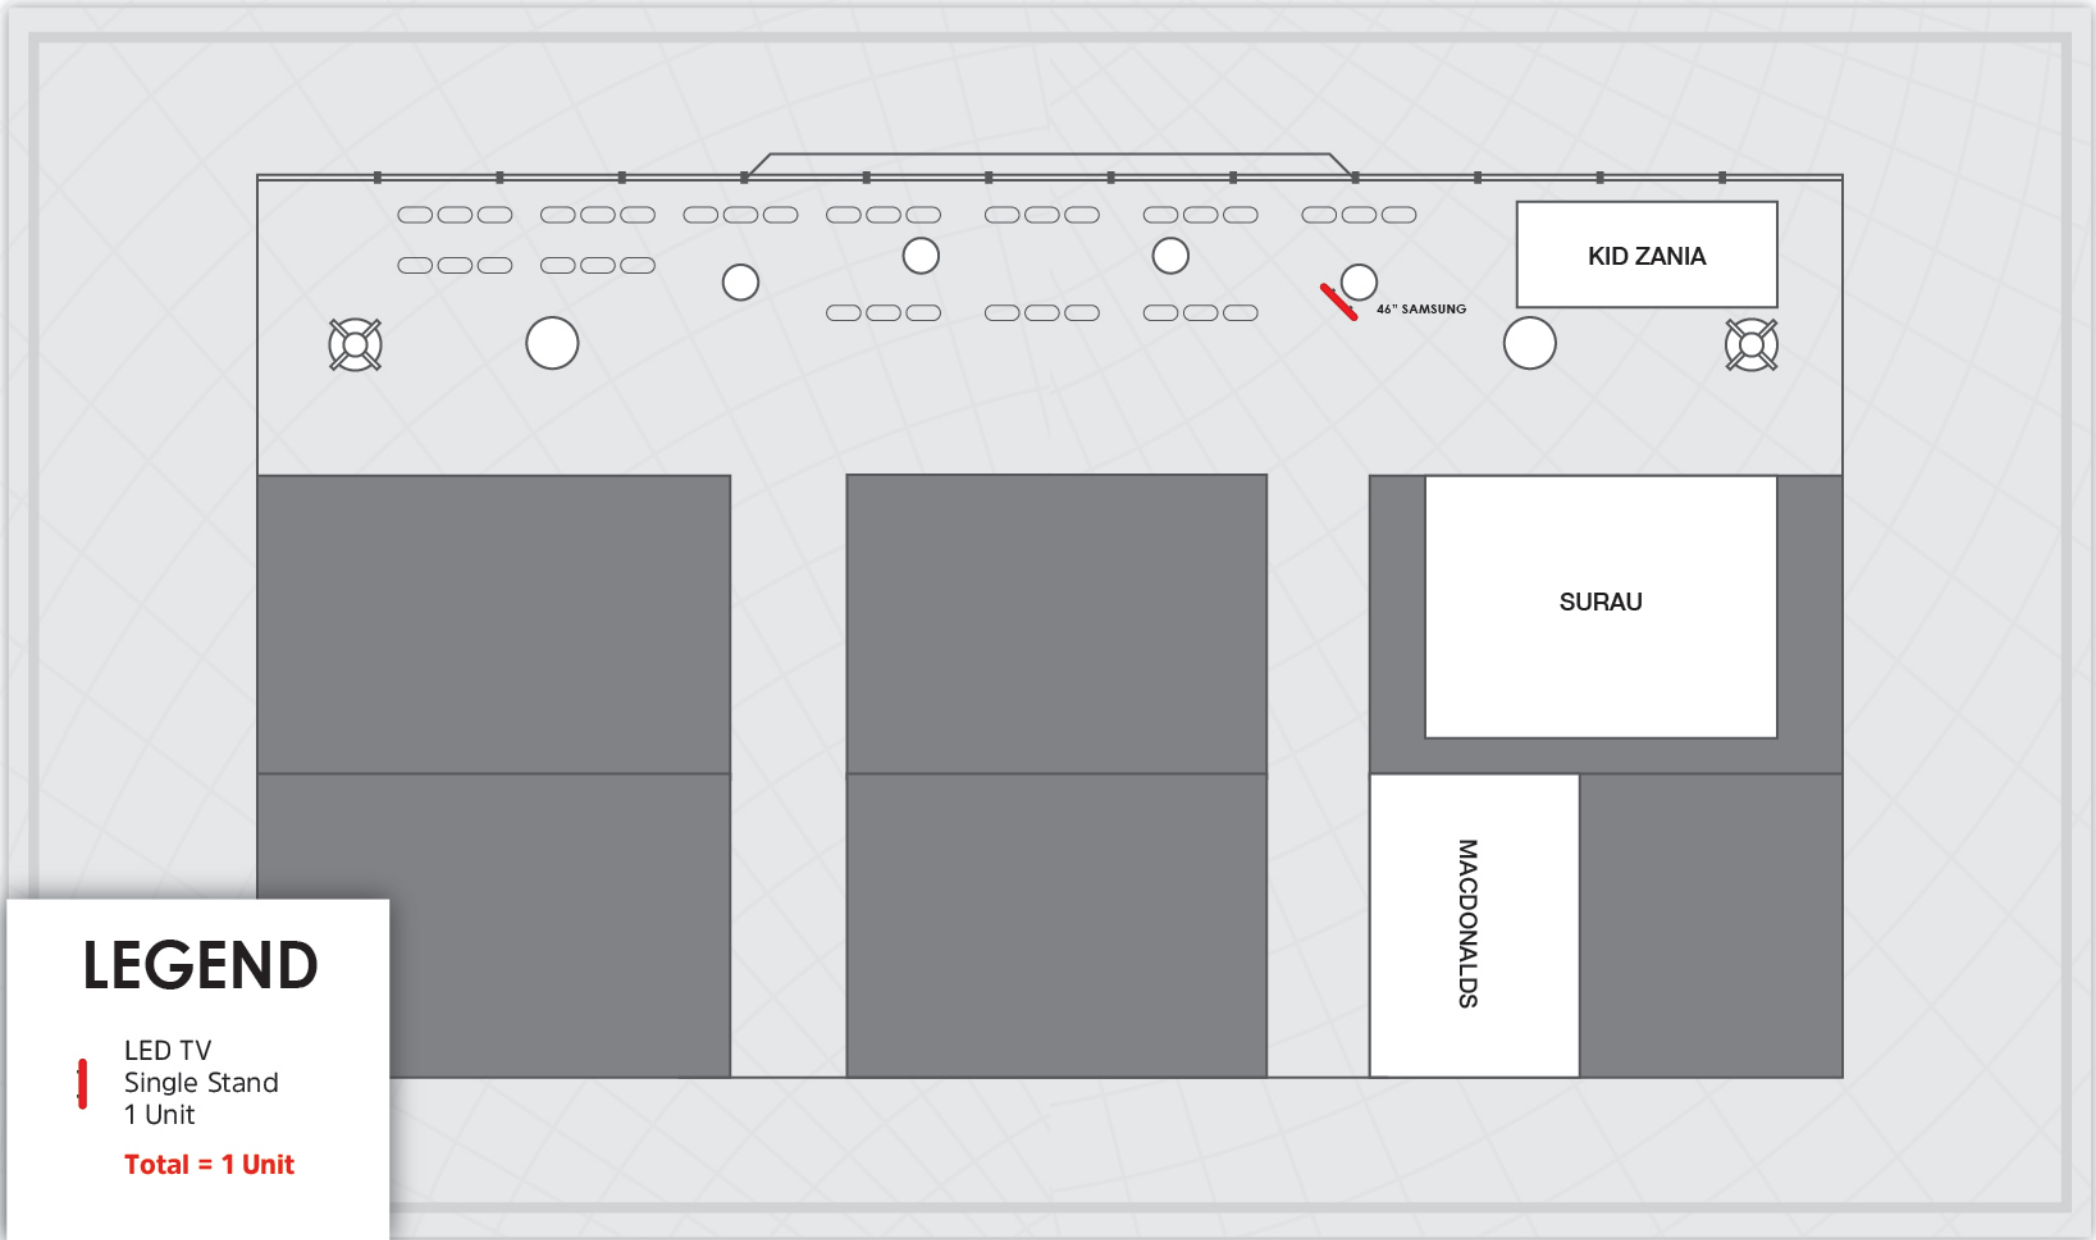 KID ZANIA
46" SAMSUNG
SURAU
MACDONALDS
LEGEND
LED TV
Single Stand
1 Unit
Total = 1 Unit